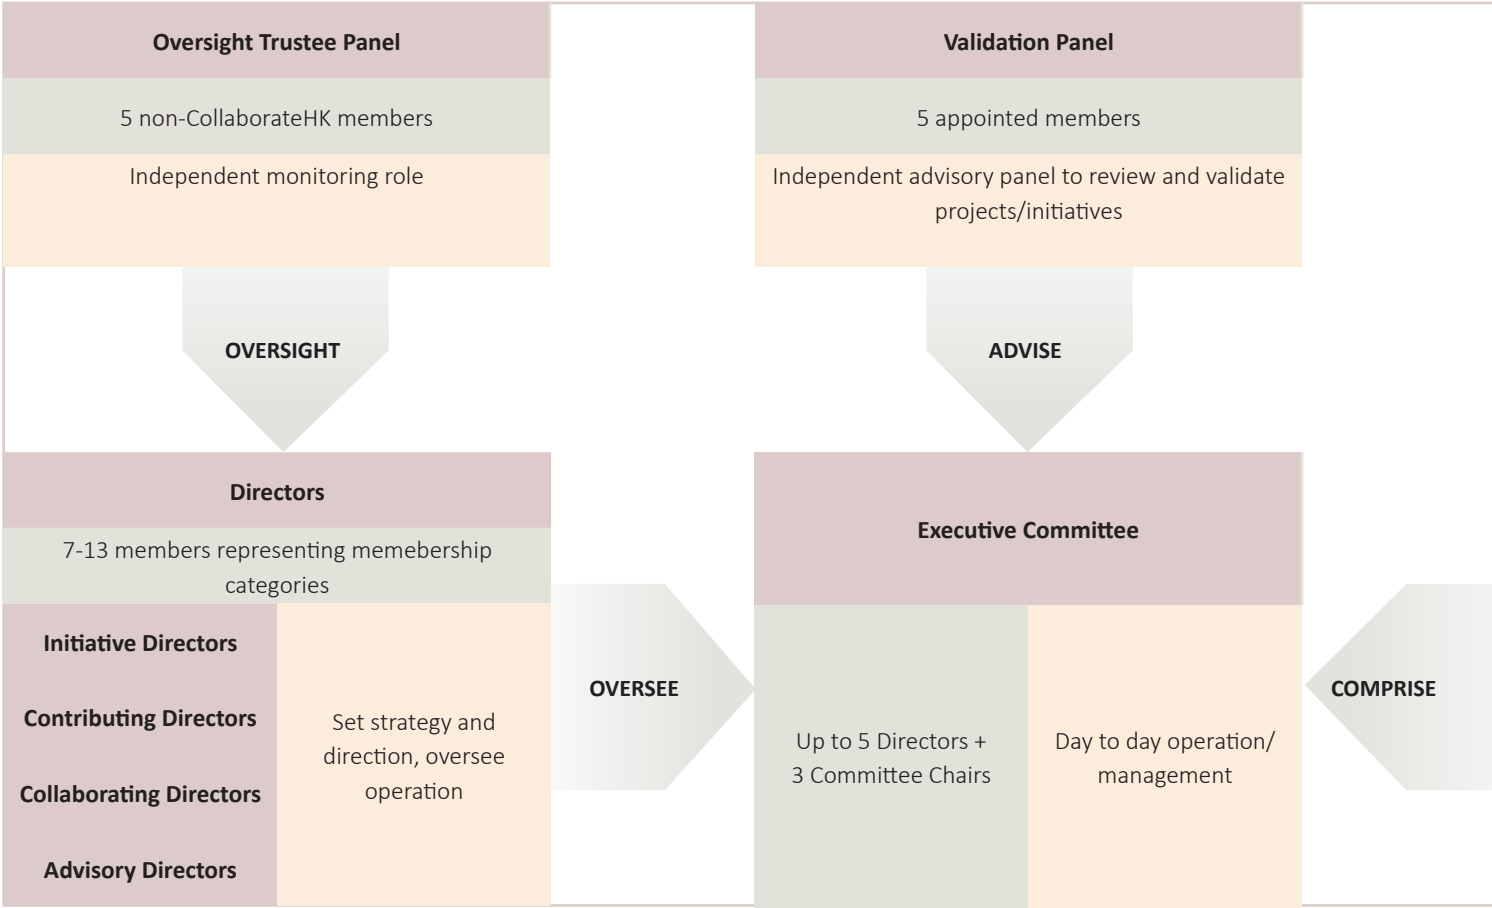 Oversight Trustee Panel
5 non-CollaborateHK members
Independent monitoring role
Validation Panel
5 appointed members
Independent advisory panel to review and validate
projects/initiatives
OVERSIGHT
ADVISE
Directors
7-13 members representing memebership
categories
Initiative Directors
Contributing Directors
Collaborating Directors
Advisory Directors
Set strategy and
direction, oversee
operation
OVERSEE
Executive Committee
Up to 5 Directors +
3 Committee Chairs
Day to day operation/
management
COMPRISE